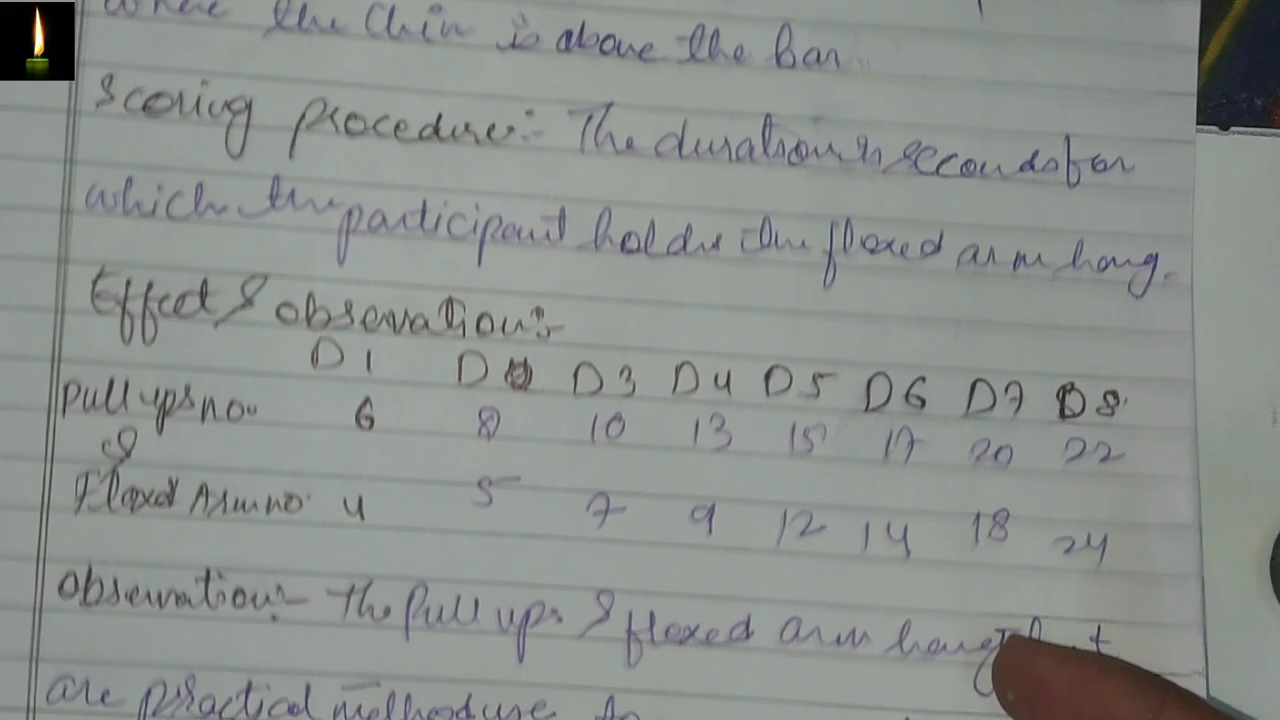 where the Chin is above the bar.
Scoring procedure:- The duration in seconds for
which the participant holds the flexed arm hang.
Effect & observation:-
D1 D D3 D4 D5 D6 D7 D8
Pull ups no. 6 8 10 13 15 17 20 22
&
Flexed Arm no. 4 5 7 9 12 14 18 24
Observation:- The Pull ups & flexed arm hang
are practical